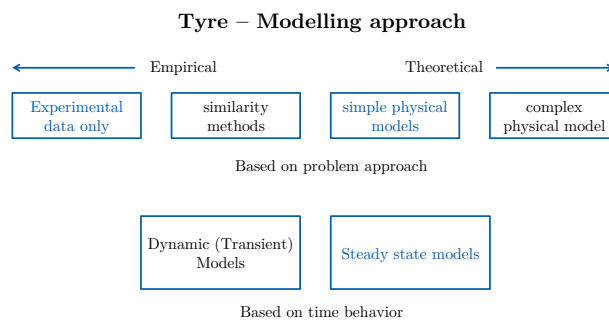 Tyre – Modelling approach
Empirical
Theoretical
Experimental
data only
similarity
methods
simple physical
models
complex
physical model
Based on problem approach
Dynamic (Transient)
Models
Steady state models
Based on time behavior